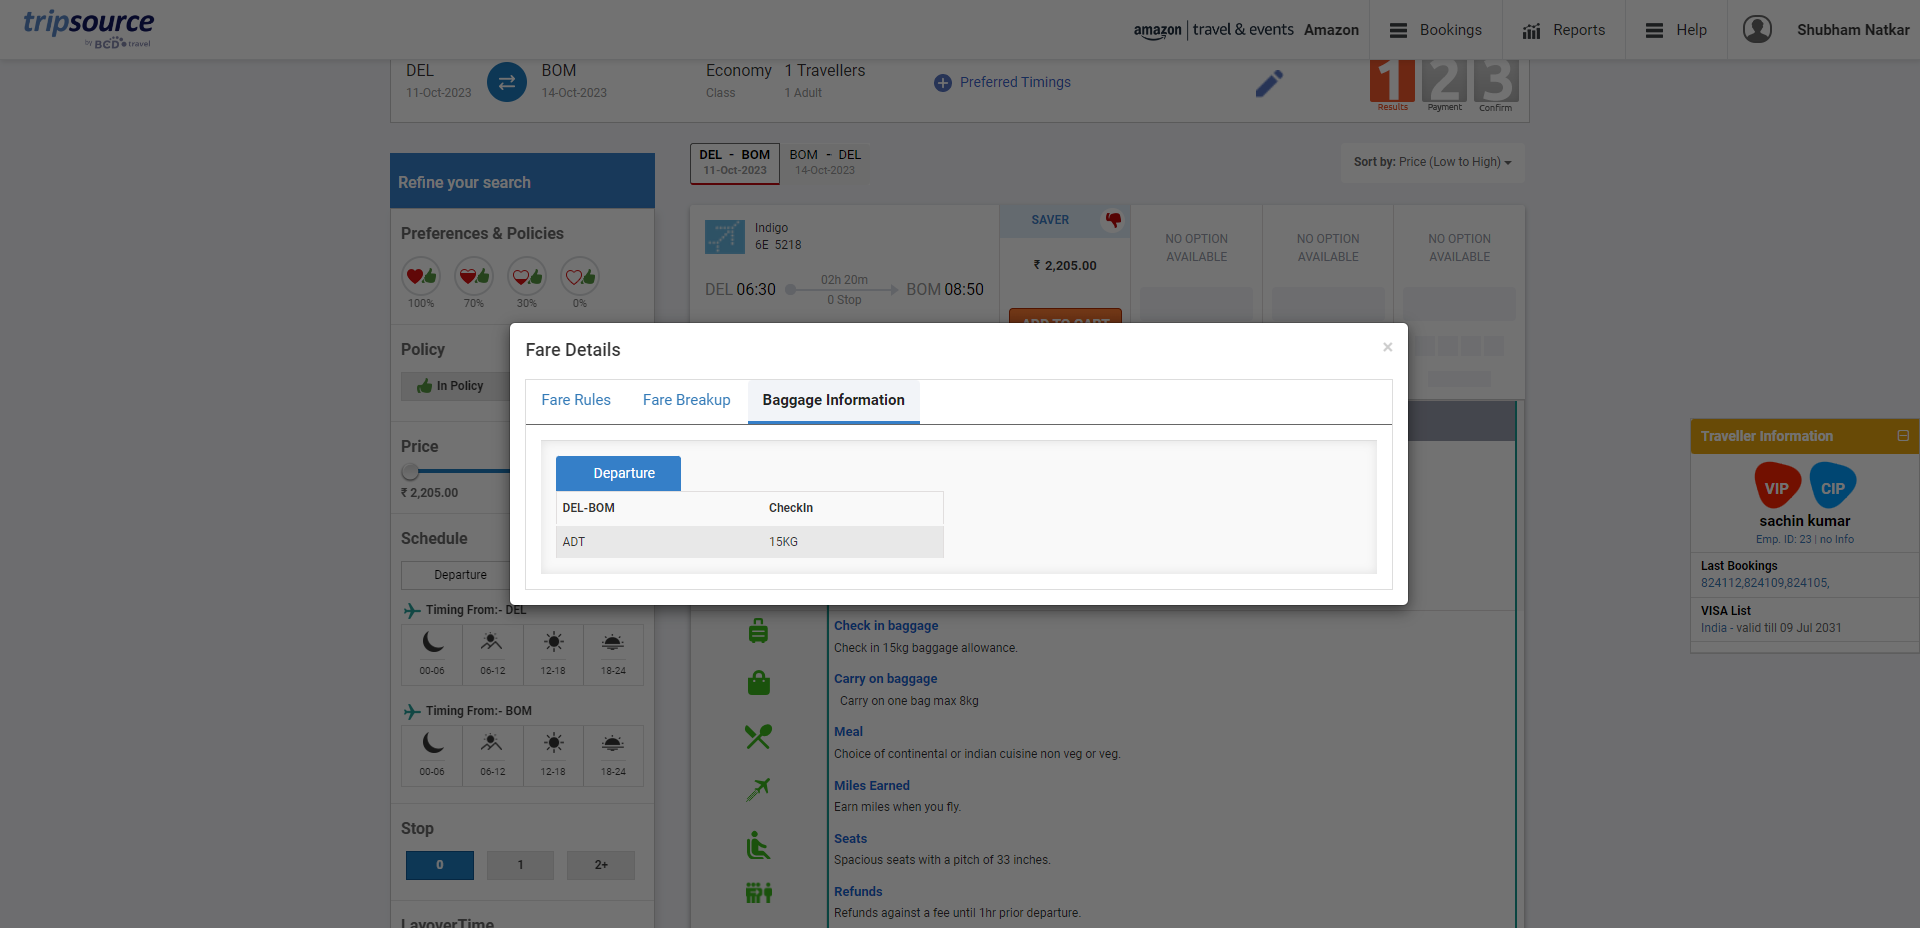 tripsource
by BCD travel
amazon | travel & events Amazon
Bookings
Reports
Help
Shubham Natkar
DEL
11-Oct-2023
BOM
14-Oct-2023
Economy
Class
1 Travellers
1 Adult
Preferred Timings
1 2 3
Results Payment Confirm
DEL - BOM
11-Oct-2023
BOM - DEL
14-Oct-2023
Sort by: Price (Low to High)
Refine your search
Preferences & Policies
100% 70% 30% 0%
Policy
In Policy
Price
₹ 2,205.00
Schedule
Departure
Timing From:- DEL
00-06 06-12 12-18 18-24
Timing From:- BOM
00-06 06-12 12-18 18-24
Stop
0 1 2+
LayoverTime
Indigo
6E 5218
DEL 06:30
02h 20m
0 Stop
BOM 08:50
SAVER
₹ 2,205.00
ADD TO CART
NO OPTION
AVAILABLE
NO OPTION
AVAILABLE
NO OPTION
AVAILABLE
Fare Details
×
Fare Rules Fare Breakup Baggage Information
Departure
DEL-BOM CheckIn
ADT 15KG
Check in baggage
Check in 15kg baggage allowance.
Carry on baggage
Carry on one bag max 8kg
Meal
Choice of continental or indian cuisine non veg or veg.
Miles Earned
Earn miles when you fly.
Seats
Spacious seats with a pitch of 33 inches.
Refunds
Refunds against a fee until 1hr prior departure.
Traveller Information
VIP CIP
sachin kumar
Emp. ID: 23 | no Info
Last Bookings
824112,824109,824105,
VISA List
India - valid till 09 Jul 2031